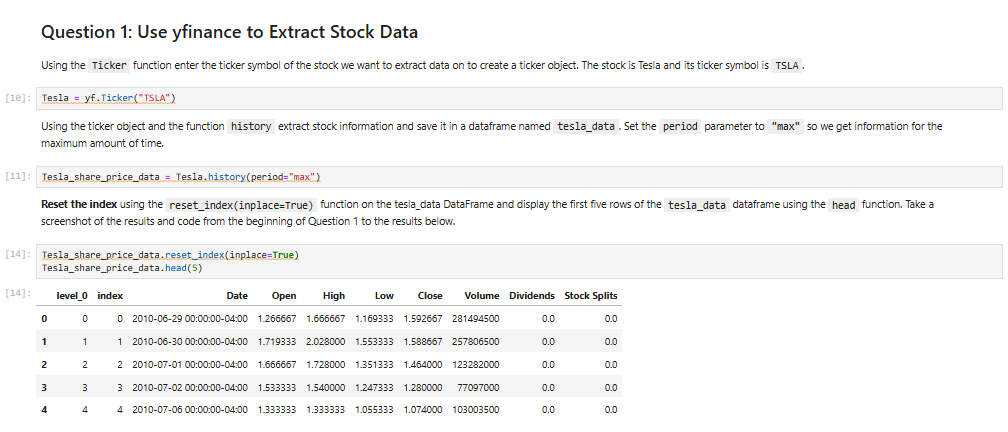 Question 1: Use yfinance to Extract Stock Data
Using the Ticker function enter the ticker symbol of the stock we want to extract data on to create a ticker object. The stock is Tesla and its ticker symbol is TSLA.
[10]: Tesla = yf.Ticker("TSLA")
Using the ticker object and the function history extract stock information and save it in a dataframe named tesla_data. Set the period parameter to "max" so we get information for the
maximum amount of time.
[11]: Tesla_share_price_data = Tesla.history(period="max")
Reset the index using the reset_index(inplace=True) function on the tesla_data DataFrame and display the first five rows of the tesla_data dataframe using the head function. Take a
screenshot of the results and code from the beginning of Question 1 to the results below.
[14]: Tesla_share_price_data.reset_index(inplace=True)
Tesla_share_price_data.head(5)
[14]: level_0 index Date Open High Low Close Volume Dividends Stock Splits
0 0 0 2010-06-29 00:00:00-04:00 1.266667 1.666667 1.169333 1.592667 281494500 0.0 0.0
1 1 1 2010-06-30 00:00:00-04:00 1.719333 2.028000 1.553333 1.588667 257806500 0.0 0.0
2 2 2 2010-07-01 00:00:00-04:00 1.666667 1.728000 1.351333 1.464000 123282000 0.0 0.0
3 3 3 2010-07-02 00:00:00-04:00 1.533333 1.540000 1.247333 1.280000 77097000 0.0 0.0
4 4 4 2010-07-06 00:00:00-04:00 1.333333 1.333333 1.055333 1.074000 103003500 0.0 0.0